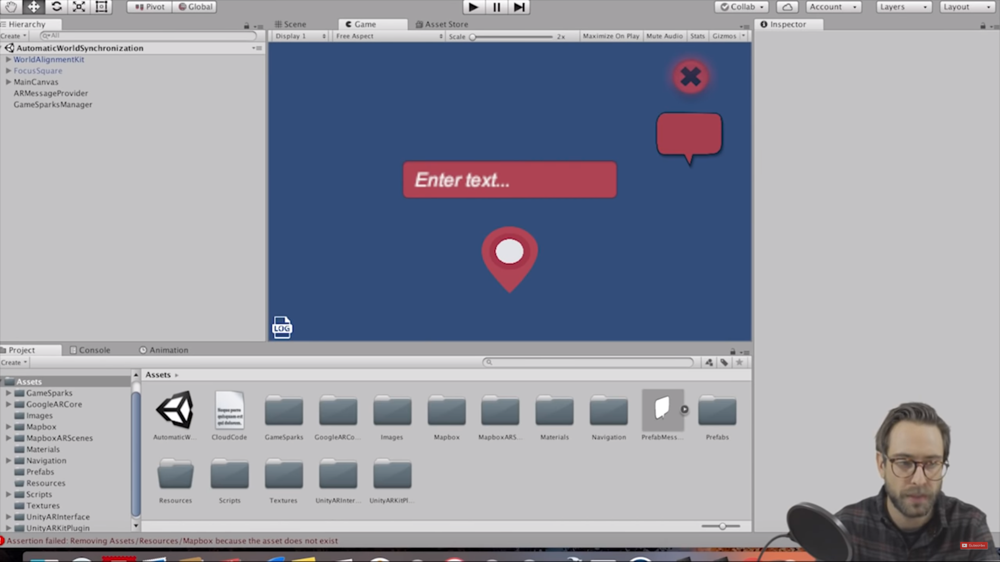 Pivot Global Collab Account Layers Layout
Hierarchy Scene Game Asset Store Inspector
Create All Display 1 Free Aspect Scale 2x Maximize On Play Mute Audio Stats Gizmos
AutomaticWorldSynchronization
WorldAlignmentKit
FocusSquare
MainCanvas
ARMessageProvider
GameSparksManager
Enter text...
LOG
Project Console Animation
Create
Assets
Assets
GameSparks
GoogleARCore
Images
Mapbox
MapboxARScenes
Materials
Navigation
Prefabs
Resources
Scripts
Textures
UnityARInterface
UnityARKitPlugin
AutomaticW... CloudCode GameSparks GoogleARCo... Images Mapbox MapboxARS... Materials Navigation PrefabMess... Prefabs
Resources Scripts Textures UnityARInter... UnityARKitPl...
Assertion failed: Removing Assets/Resources/Mapbox because the asset does not exist
Subscribe